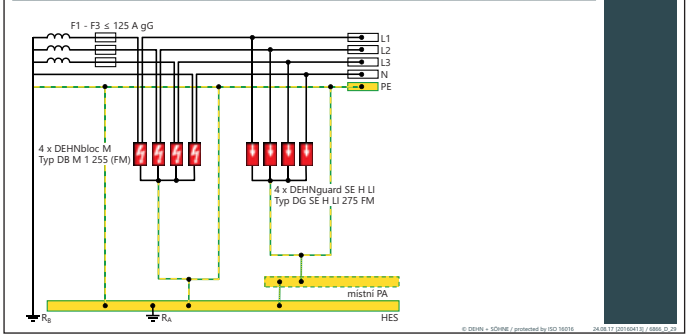 F1 - F3 ≤ 125 A gG
L1
L2
L3
N
PE
4 x DEHNbloc M
Typ DB M 1 255 (FM)
4 x DEHNguard SE H LI
Typ DG SE H LI 275 FM
místní PA
RB
RA
HES
© DEHN + SÖHNE / protected by ISO 16016
24.08.17 [20160413] / 6866_D_29